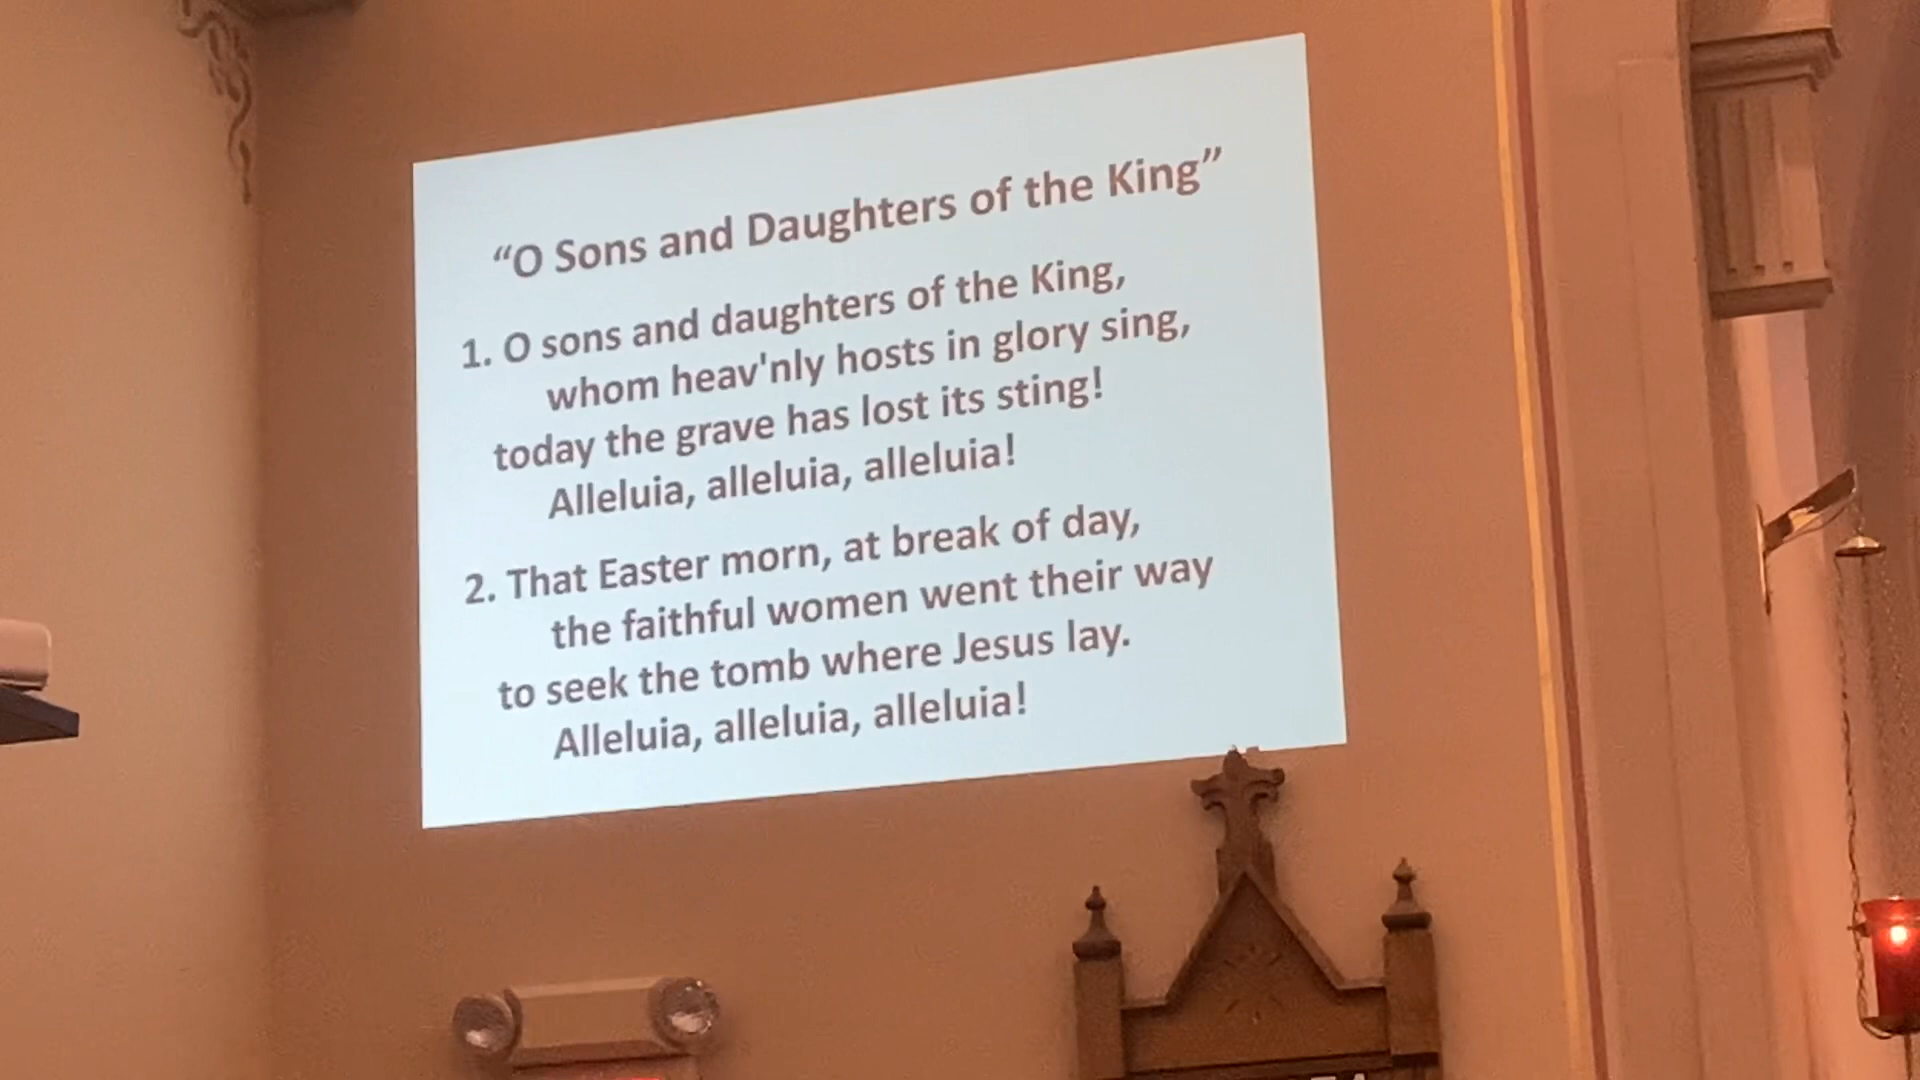 “O Sons and Daughters of the King”
1. O sons and daughters of the King,
whom heav'nly hosts in glory sing,
today the grave has lost its sting!
Alleluia, alleluia, alleluia!
2. That Easter morn, at break of day,
the faithful women went their way
to seek the tomb where Jesus lay.
Alleluia, alleluia, alleluia!